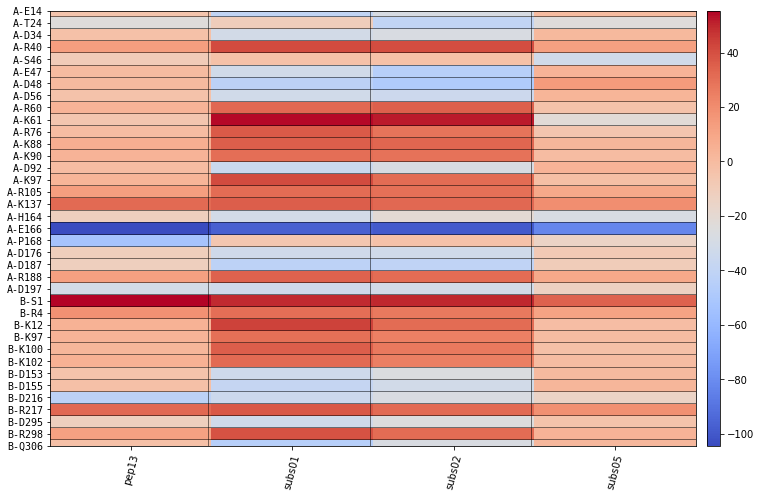 A-E14
A-T24
A-D34
A-R40
A-S46
A-E47
A-D48
A-D56
A-R60
A-K61
A-R76
A-K88
A-K90
A-D92
A-K97
A-R105
A-K137
A-H164
A-E166
A-P168
A-D176
A-D187
A-R188
A-D197
B-S1
B-R4
B-K12
B-K97
B-K100
B-K102
B-D153
B-D155
B-D216
B-R217
B-D295
B-R298
B-Q306
pep13 subs01 subs02 subs05
40
20
0
−20
−40
−60
−80
−100